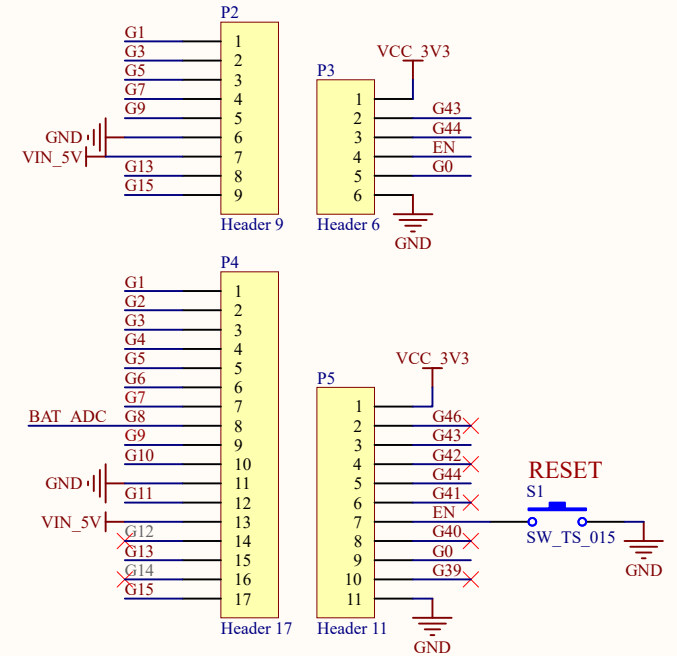 P2
G1 1
G3 2
G5 3
G7 4
G9 5
GND 6
VIN_5V 7
G13 8
G15 9
Header 9
VCC_3V3
P3
1
2 G43
3 G44
4 EN
5 G0
6
Header 6
GND
P4
G1 1
G2 2
G3 3
G4 4
G5 5
G6 6
G7 7
BAT_ADC G8 8
G9 9
G10 10
GND 11
G11 12
VIN_5V 13
G12 14
G13 15
G14 16
G15 17
Header 17
VCC_3V3
P5
1
2 G46
3 G43
4 G42
5 G44
6 G41
7 EN
8 G40
9 G0
10 G39
11
Header 11
GND
RESET
S1
SW_TS_015
GND